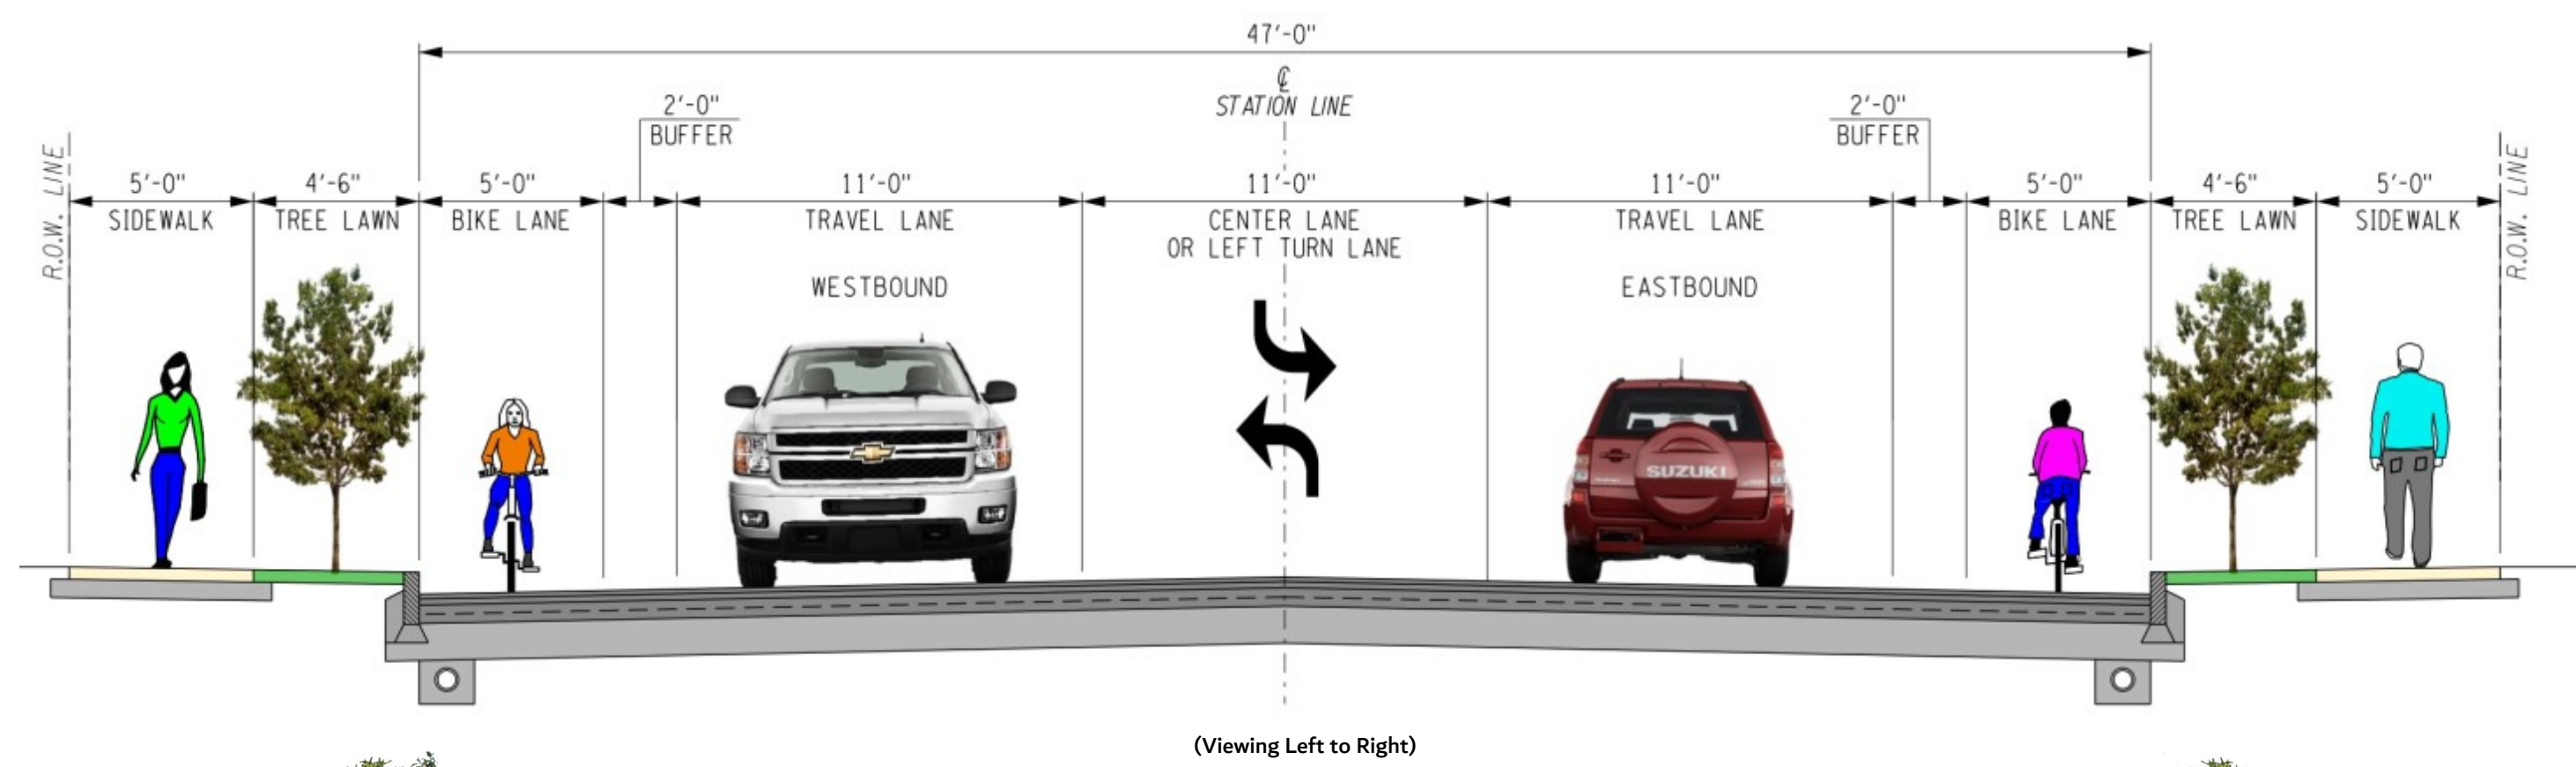 47'-0"
℄
STATION LINE
2'-0"
BUFFER
2'-0"
BUFFER
R.O.W. LINE
5'-0"
SIDEWALK
4'-6"
TREE LAWN
5'-0"
BIKE LANE
11'-0"
TRAVEL LANE
11'-0"
CENTER LANE
OR LEFT TURN LANE
11'-0"
TRAVEL LANE
5'-0"
BIKE LANE
4'-6"
TREE LAWN
5'-0"
SIDEWALK
R.O.W. LINE
WESTBOUND
EASTBOUND
SUZUKI
(Viewing Left to Right)